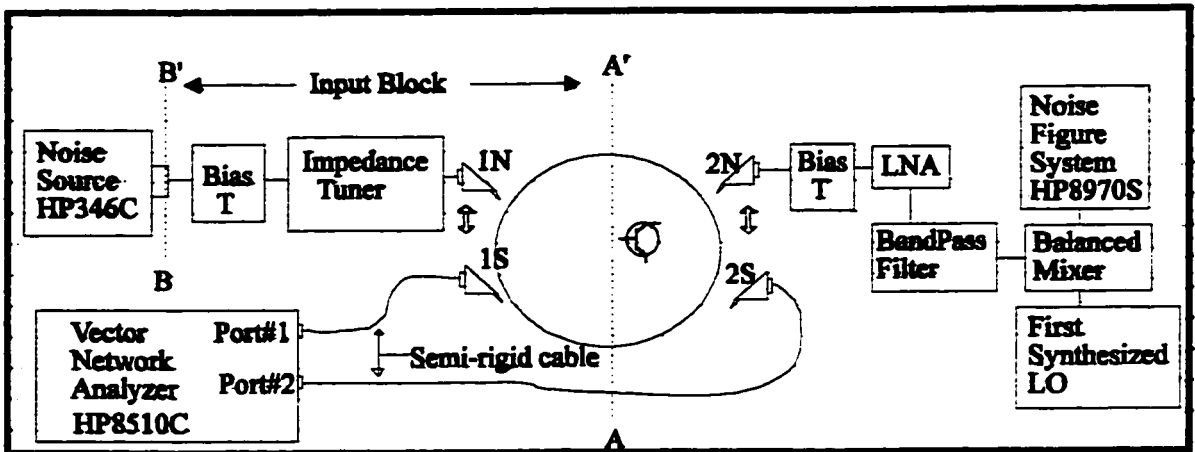 B'
Input Block
A'
Noise
Source
HP346C
Bias
T
Impedance
Tuner
1N
2N
Bias
T
LNA
Noise
Figure
System
HP8970S
BandPass
Filter
Balanced
Mixer
B
1S
2S
Vector
Network
Analyzer
HP8510C
Port#1
Port#2
Semi-rigid cable
First
Synthesized
LO
A